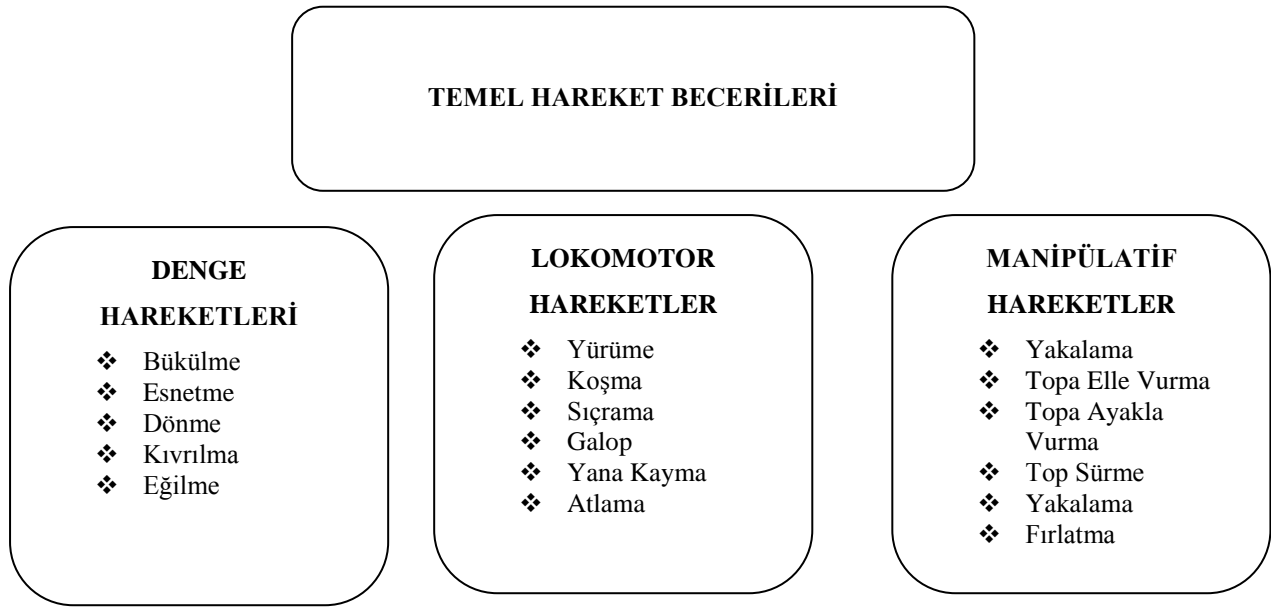 TEMEL HAREKET BECERİLERİ
DENGE
HAREKETLERİ
❖ Bükülme
❖ Esnetme
❖ Dönme
❖ Kıvrılma
❖ Eğilme
LOKOMOTOR
HAREKETLER
❖ Yürüme
❖ Koşma
❖ Sıçrama
❖ Galop
❖ Yana Kayma
❖ Atlama
MANİPÜLATİF
HAREKETLER
❖ Yakalama
❖ Topa Elle Vurma
❖ Topa Ayakla
Vurma
❖ Top Sürme
❖ Yakalama
❖ Fırlatma